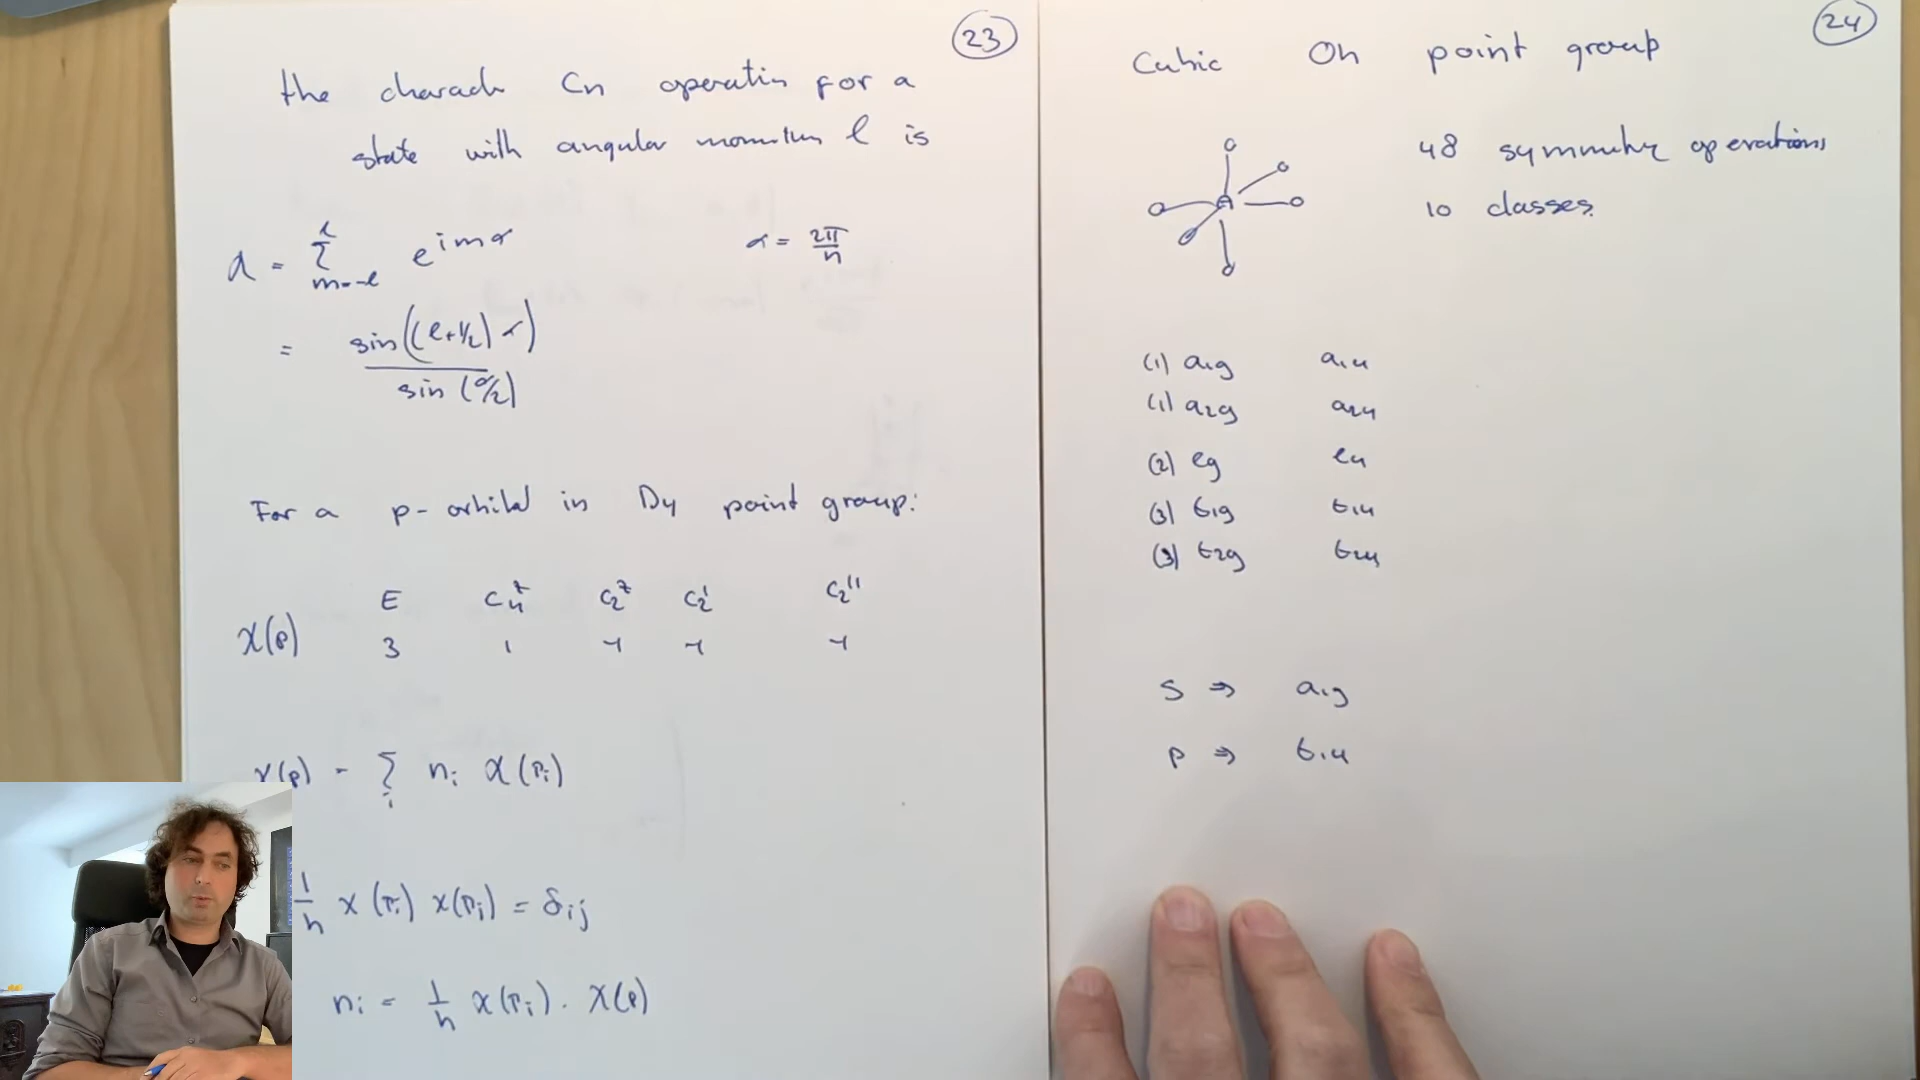 23
the charach Cn operatin for a
state with angular momentum l is
χ = Σ_{m=-l}^{l} e^{imα} α = 2π/n
= sin((l+1/2)α) / sin(α/2)
For a p-orbital in D4 point group:
E C4^z C2^z C2' C2''
χ(p) 3 1 -1 -1 -1
χ(p) = Σ_i n_i χ(Γ_i)
1/h χ(Γ_i) χ(Γ_j) = δ_ij
n_i = 1/h χ(Γ_i) · χ(p)
24
Cubic Oh point group
48 symmetry operations
10 classes
(1) a1g a1u
(1) a2g a2u
(2) eg eu
(3) t1g t1u
(3) t2g t2u
s ⇒ a1g
p ⇒ t1u